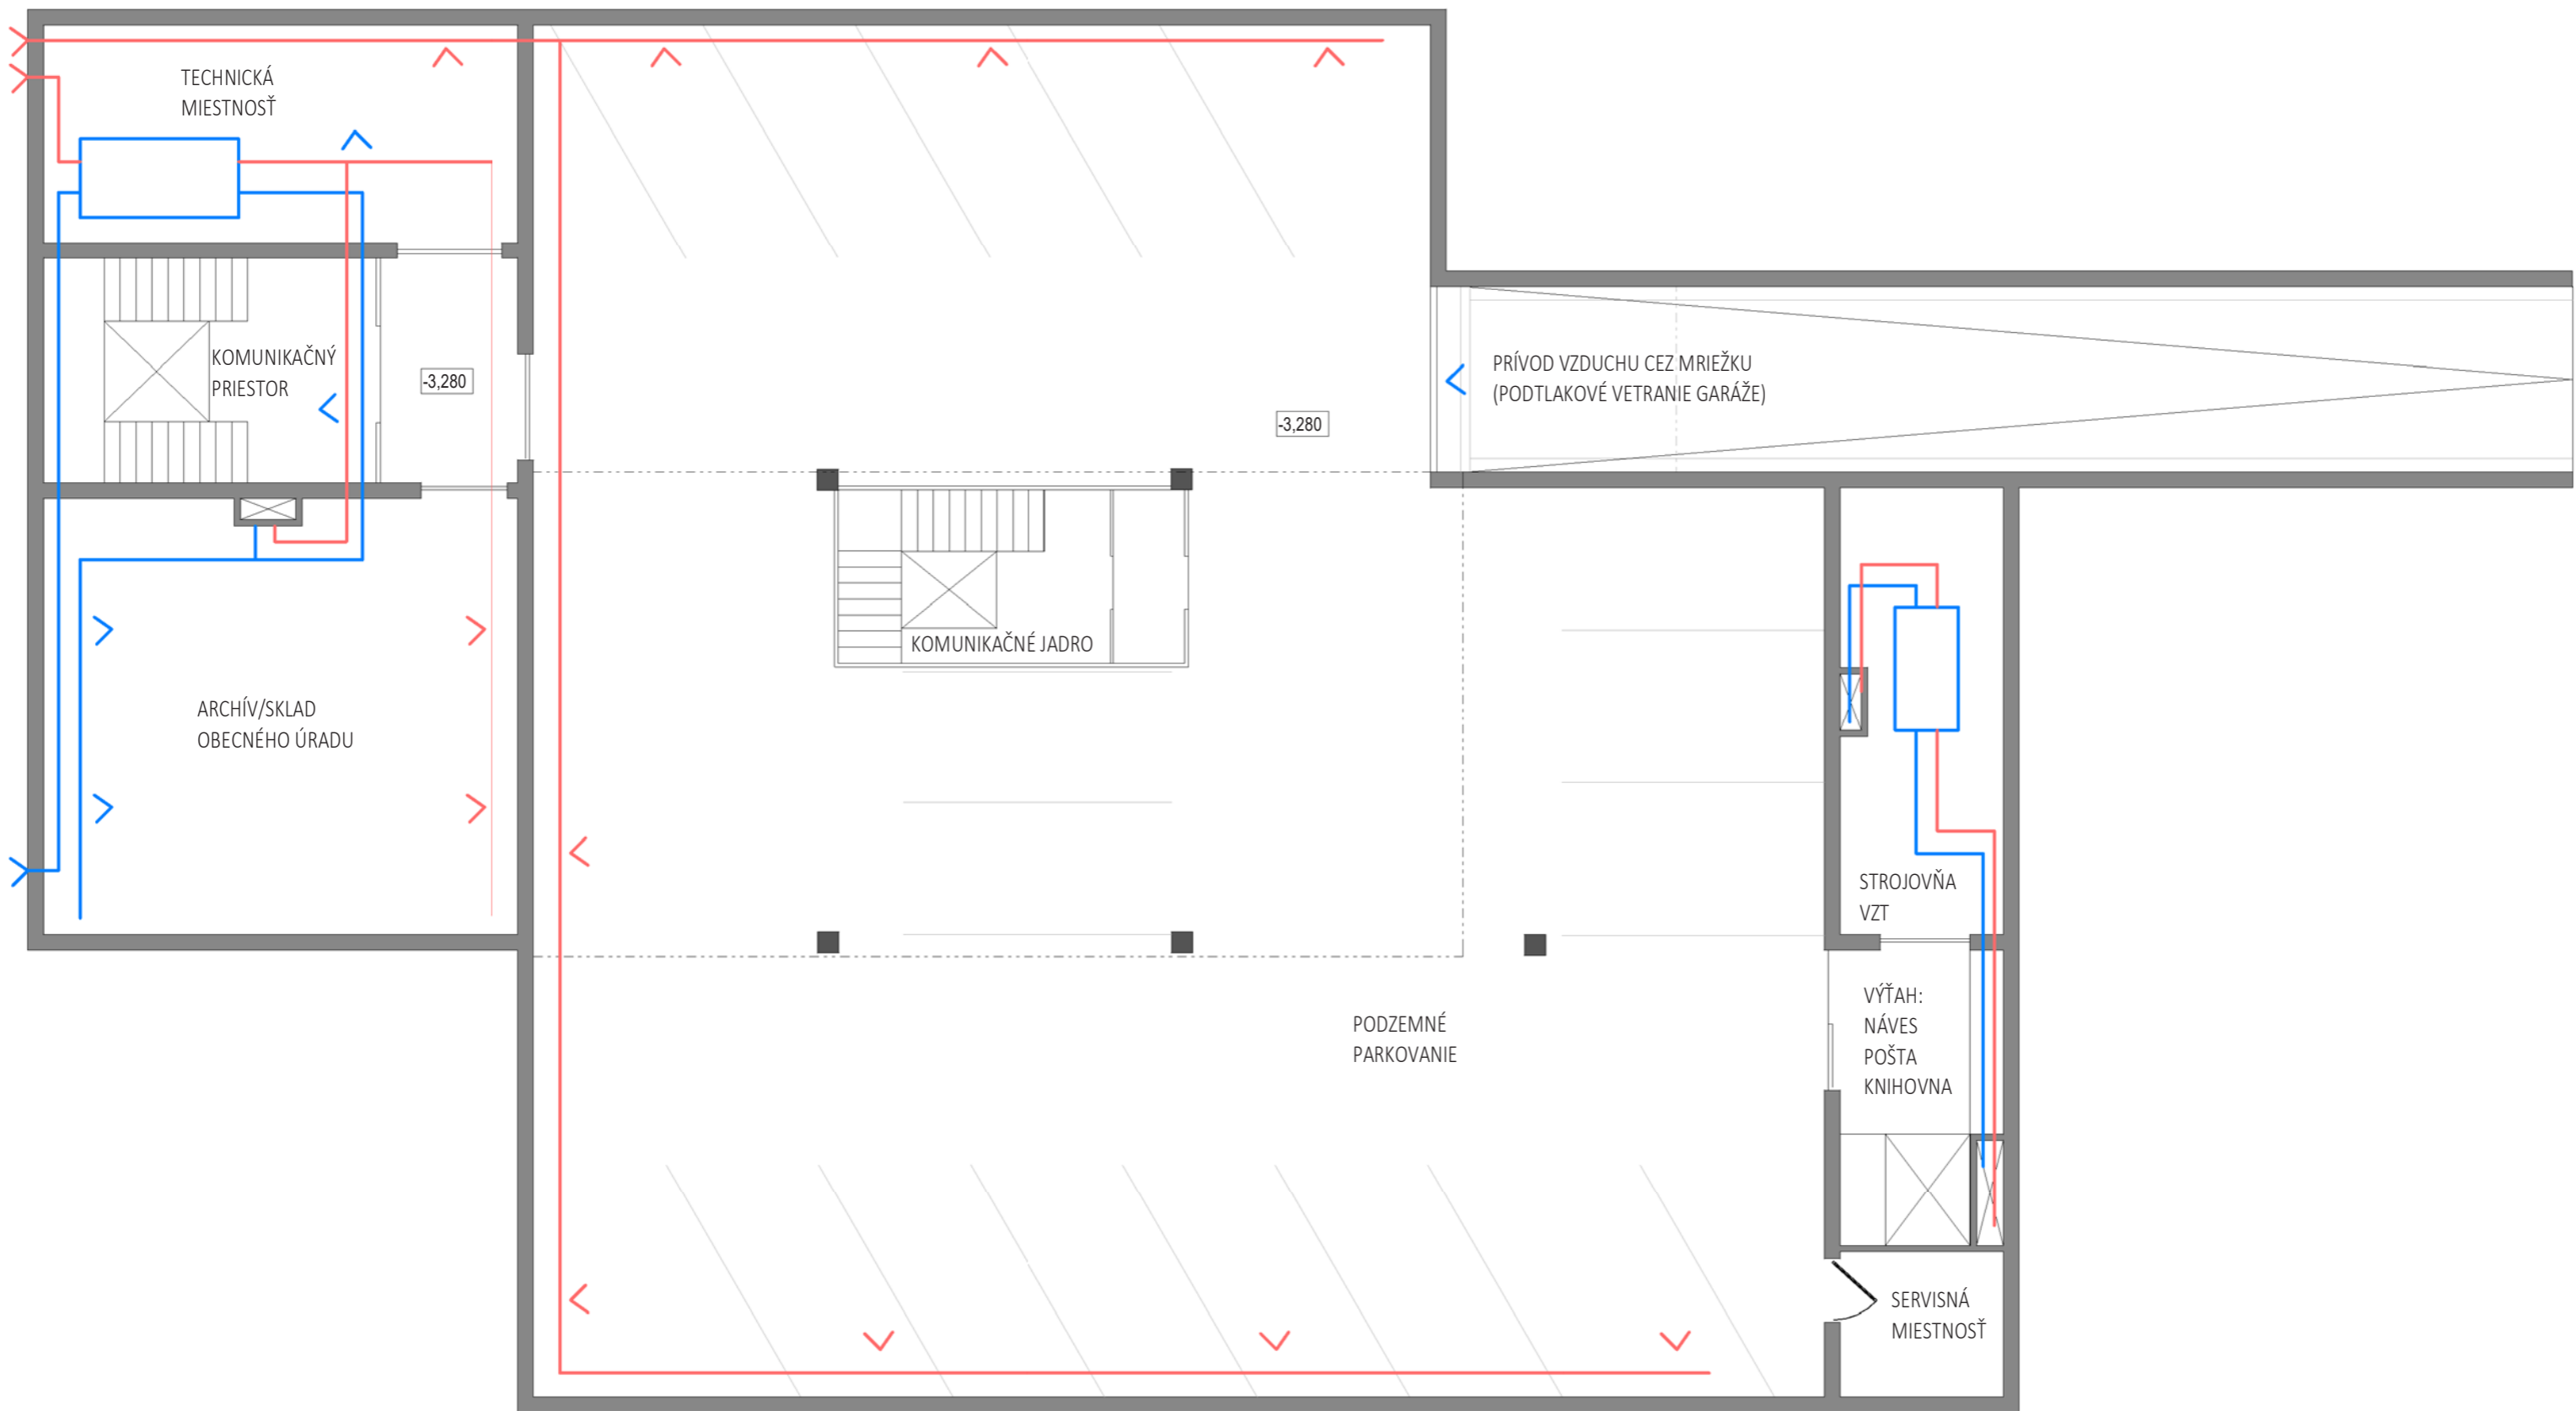 TECHNICKÁ
MIESTNOSŤ
KOMUNIKAČNÝ
PRIESTOR
-3,280
PRÍVOD VZDUCHU CEZ MRIEŽKU
(PODTLAKOVÉ VETRANIE GARÁŽE)
-3,280
KOMUNIKAČNÉ JADRO
ARCHÍV/SKLAD
OBECNÉHO ÚRADU
STROJOVŇA
VZT
VÝŤAH:
NÁVES
POŠTA
KNIHOVNA
PODZEMNÉ
PARKOVANIE
SERVISNÁ
MIESTNOSŤ